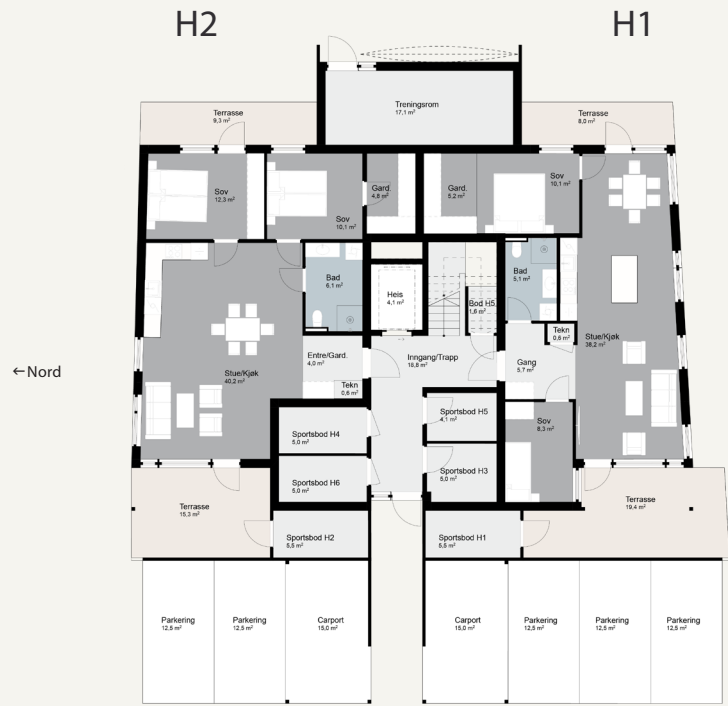 H2
H1
Treningsrom
17,1 m²
Terrasse
9,3 m²
Terrasse
8,0 m²
Sov
12,3 m²
Sov
10,1 m²
Gard.
4,8 m²
Gard.
5,2 m²
Sov
10,1 m²
Bad
6,1 m²
Heis
4,1 m²
Bod H5
1,6 m²
Bad
5,1 m²
Tekn
0,6 m²
Stue/Kjøk
38,2 m²
←Nord
Stue/Kjøk
40,2 m²
Entre/Gard.
4,0 m²
Tekn
0,6 m²
Inngang/Trapp
18,8 m²
Gang
5,7 m²
Sportsbod H4
5,0 m²
Sportsbod H5
4,1 m²
Sov
8,3 m²
Sportsbod H6
5,0 m²
Sportsbod H3
5,0 m²
Terrasse
15,3 m²
Terrasse
19,4 m²
Sportsbod H2
5,5 m²
Sportsbod H1
5,5 m²
Parkering
12,5 m²
Parkering
12,5 m²
Carport
15,0 m²
Carport
15,0 m²
Parkering
12,5 m²
Parkering
12,5 m²
Parkering
12,5 m²